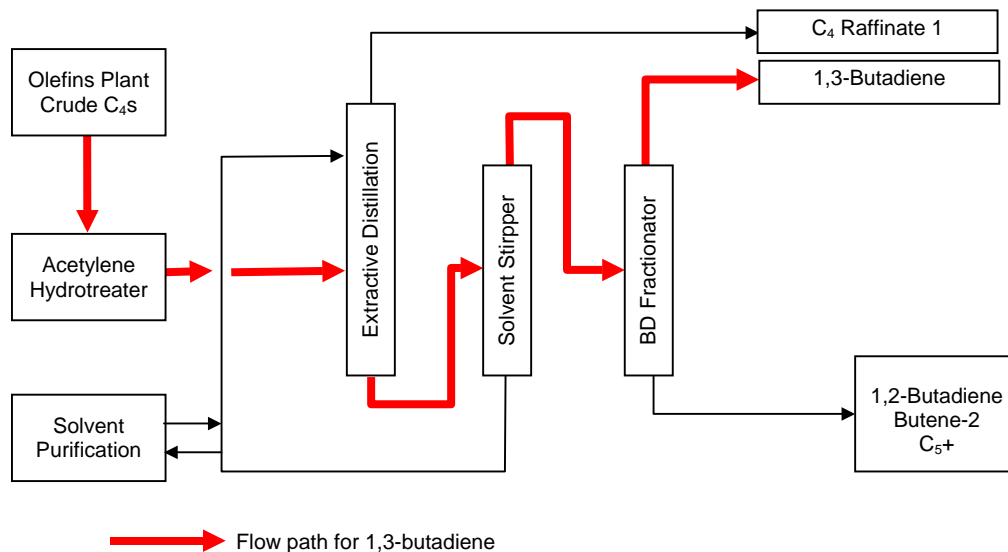 C₄ Raffinate 1
Olefins Plant
Crude C₄s
1,3-Butadiene
Extractive Distillation
Solvent Stirpper
BD Fractionator
Acetylene
Hydrotreater
Solvent
Purification
1,2-Butadiene
Butene-2
C₅+
Flow path for 1,3-butadiene